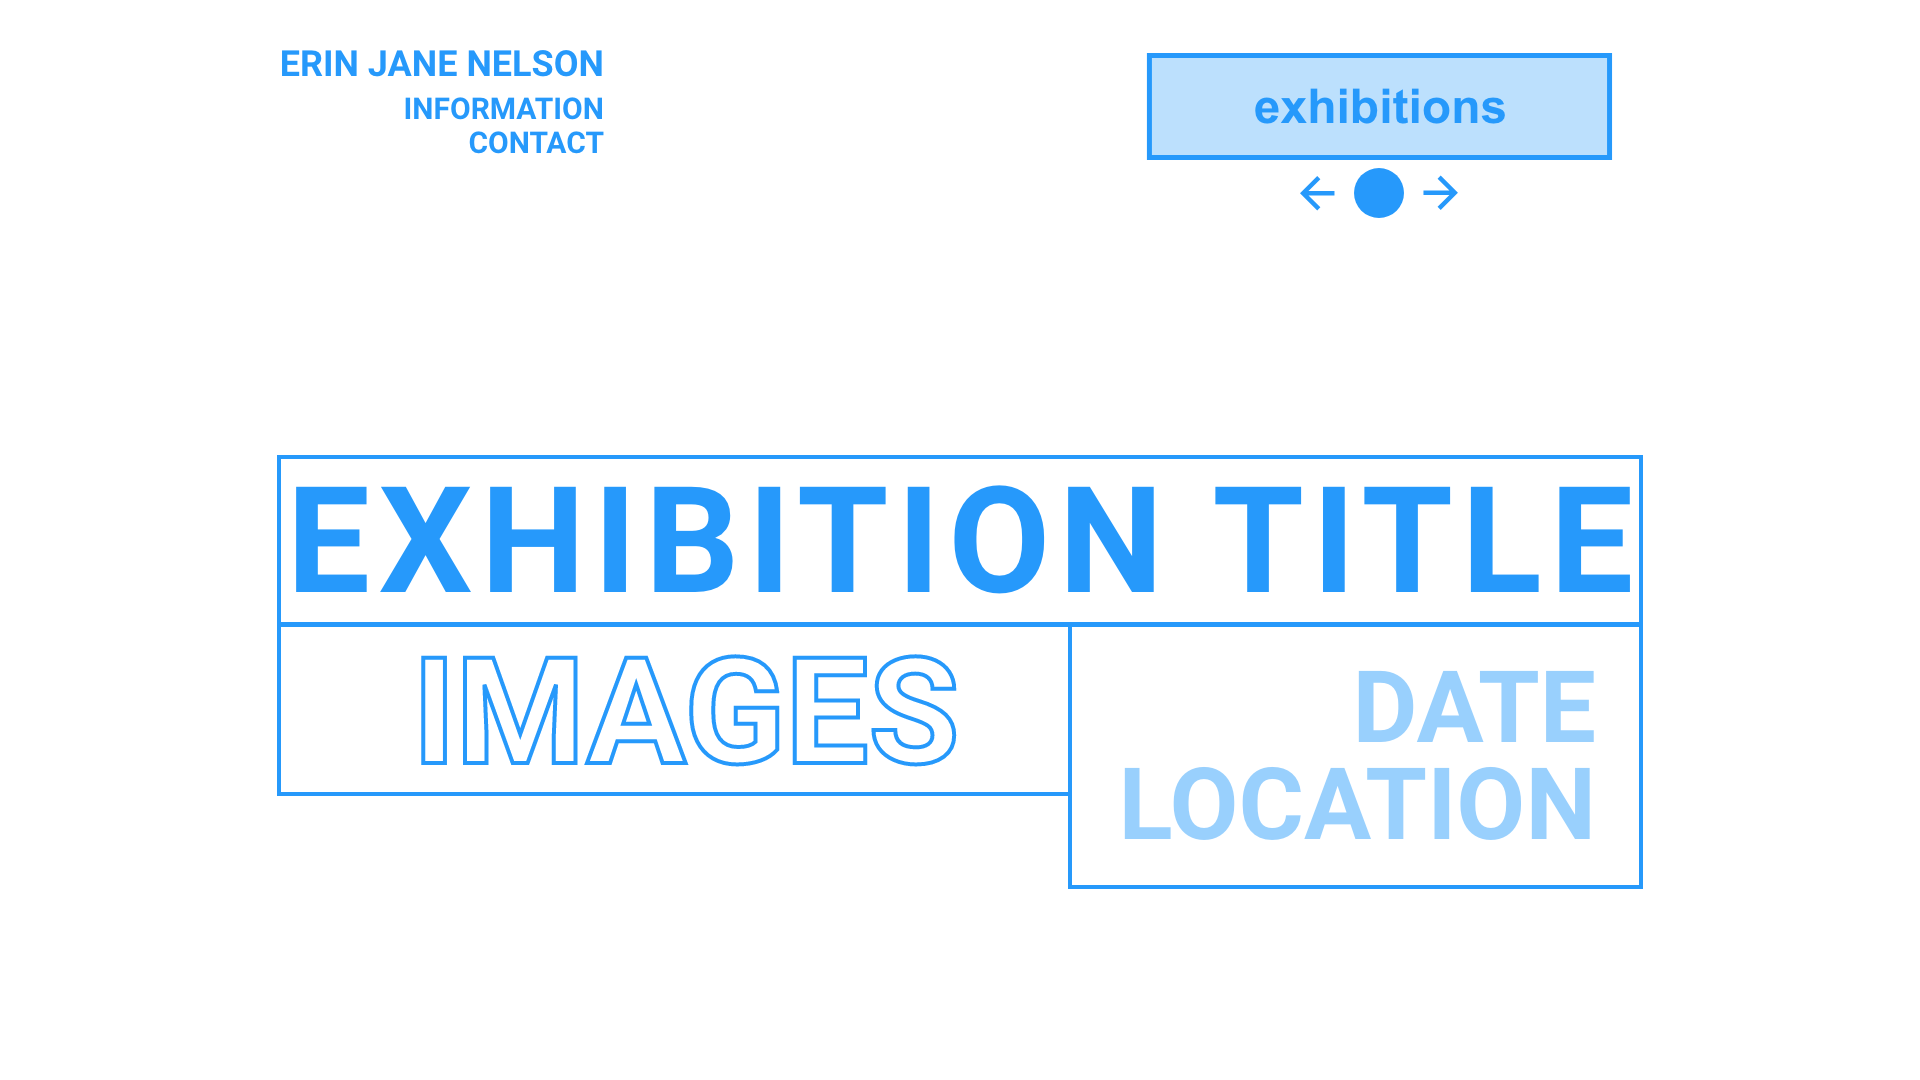 ERIN JANE NELSON
INFORMATION
CONTACT
exhibitions
EXHIBITION TITLE
IMAGES
DATE
LOCATION